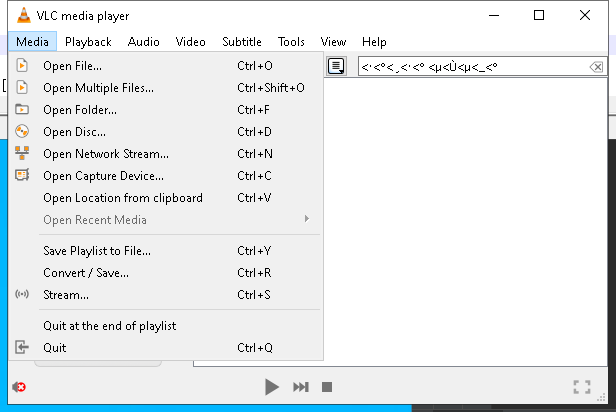 VLC media player
Media Playback Audio Video Subtitle Tools View Help
Open File... Ctrl+O
Open Multiple Files... Ctrl+Shift+O
Open Folder... Ctrl+F
Open Disc... Ctrl+D
Open Network Stream... Ctrl+N
Open Capture Device... Ctrl+C
Open Location from clipboard Ctrl+V
Open Recent Media
Save Playlist to File... Ctrl+Y
Convert / Save... Ctrl+R
Stream... Ctrl+S
Quit at the end of playlist
Quit Ctrl+Q